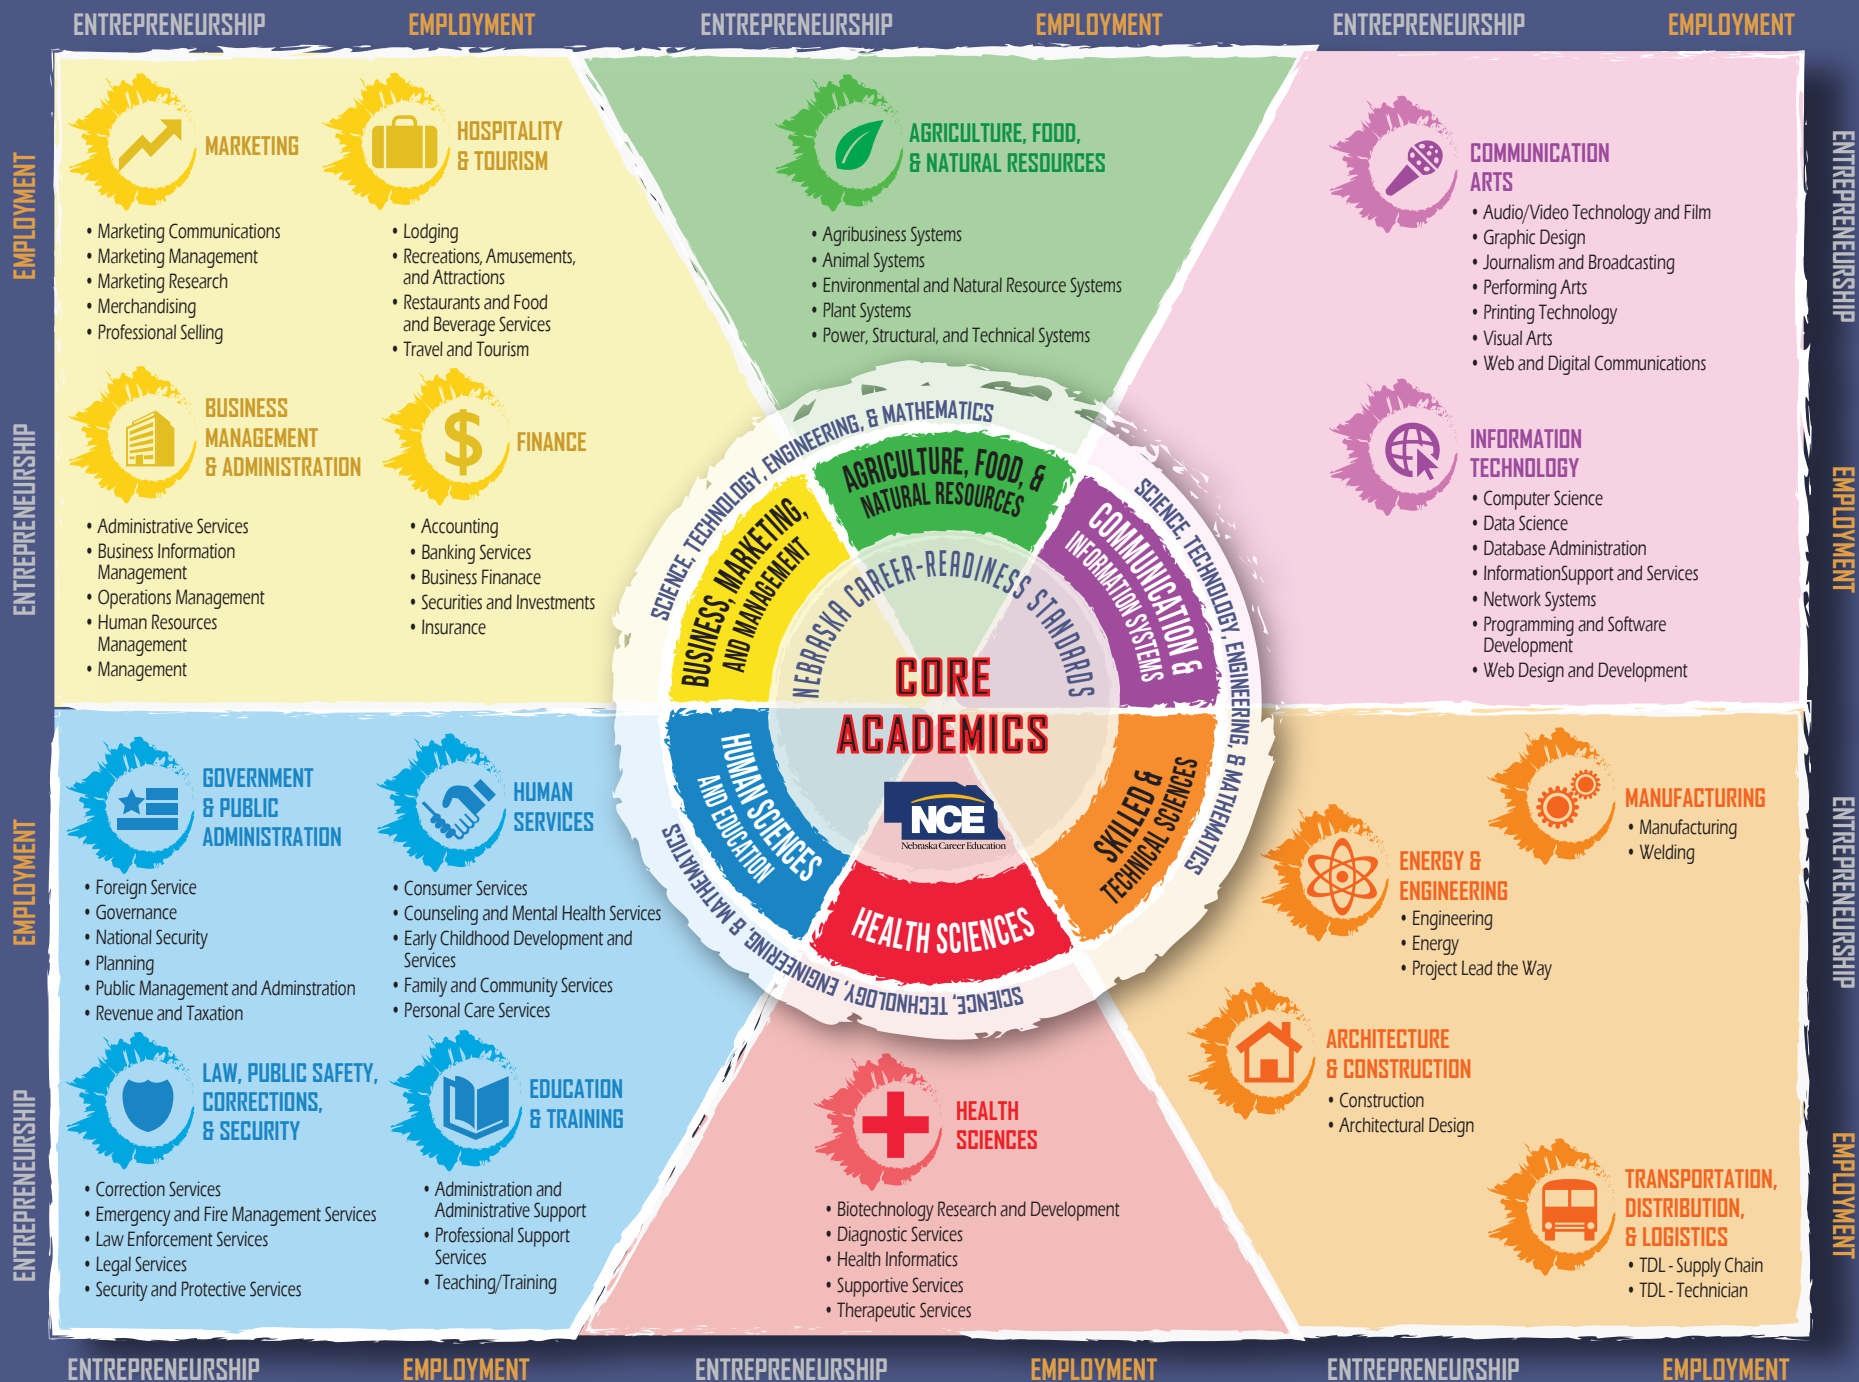 ENTREPRENEURSHIP
EMPLOYMENT
ENTREPRENEURSHIP
EMPLOYMENT
ENTREPRENEURSHIP
EMPLOYMENT
EMPLOYMENT
ENTREPRENEURSHIP
EMPLOYMENT
ENTREPRENEURSHIP
MARKETING
• Marketing Communications
• Marketing Management
• Marketing Research
• Merchandising
• Professional Selling
HOSPITALITY
& TOURISM
• Lodging
• Recreations, Amusements,
and Attractions
• Restaurants and Food
and Beverage Services
• Travel and Tourism
BUSINESS
MANAGEMENT
& ADMINISTRATION
• Administrative Services
• Business Information
Management
• Operations Management
• Human Resources
Management
• Management
FINANCE
• Accounting
• Banking Services
• Business Finanace
• Securities and Investments
• Insurance
AGRICULTURE, FOOD,
& NATURAL RESOURCES
• Agribusiness Systems
• Animal Systems
• Environmental and Natural Resource Systems
• Plant Systems
• Power, Structural, and Technical Systems
COMMUNICATION
ARTS
• Audio/Video Technology and Film
• Graphic Design
• Journalism and Broadcasting
• Performing Arts
• Printing Technology
• Visual Arts
• Web and Digital Communications
INFORMATION
TECHNOLOGY
• Computer Science
• Data Science
• Database Administration
• InformationSupport and Services
• Network Systems
• Programming and Software
Development
• Web Design and Development
SCIENCE, TECHNOLOGY, ENGINEERING, & MATHEMATICS
SCIENCE, TECHNOLOGY, ENGINEERING, & MATHEMATICS
SCIENCE, TECHNOLOGY, ENGINEERING, & MATHEMATICS
AGRICULTURE, FOOD, &
NATURAL RESOURCES
COMMUNICATION &
INFORMATION SYSTEMS
SKILLED &
TECHNICAL SCIENCES
HEALTH SCIENCES
HUMAN SCIENCES
AND EDUCATION
BUSINESS, MARKETING,
AND MANAGEMENT
NEBRASKA CAREER-READINESS STANDARDS
CORE
ACADEMICS
NCE
Nebraska Career Education
GOVERNMENT
& PUBLIC
ADMINISTRATION
• Foreign Service
• Governance
• National Security
• Planning
• Public Management and Adminstration
• Revenue and Taxation
HUMAN
SERVICES
• Consumer Services
• Counseling and Mental Health Services
• Early Childhood Development and
Services
• Family and Community Services
• Personal Care Services
LAW, PUBLIC SAFETY,
CORRECTIONS,
& SECURITY
• Correction Services
• Emergency and Fire Management Services
• Law Enforcement Services
• Legal Services
• Security and Protective Services
EDUCATION
& TRAINING
• Administration and
Administrative Support
• Professional Support
Services
• Teaching/Training
HEALTH
SCIENCES
• Biotechnology Research and Development
• Diagnostic Services
• Health Informatics
• Supportive Services
• Therapeutic Services
MANUFACTURING
• Manufacturing
• Welding
ENERGY &
ENGINEERING
• Engineering
• Energy
• Project Lead the Way
ARCHITECTURE
& CONSTRUCTION
• Construction
• Architectural Design
TRANSPORTATION,
DISTRIBUTION,
& LOGISTICS
• TDL - Supply Chain
• TDL - Technician
ENTREPRENEURSHIP
EMPLOYMENT
ENTREPRENEURSHIP
EMPLOYMENT
ENTREPRENEURSHIP
EMPLOYMENT
ENTREPRENEURSHIP
EMPLOYMENT
ENTREPRENEURSHIP
EMPLOYMENT